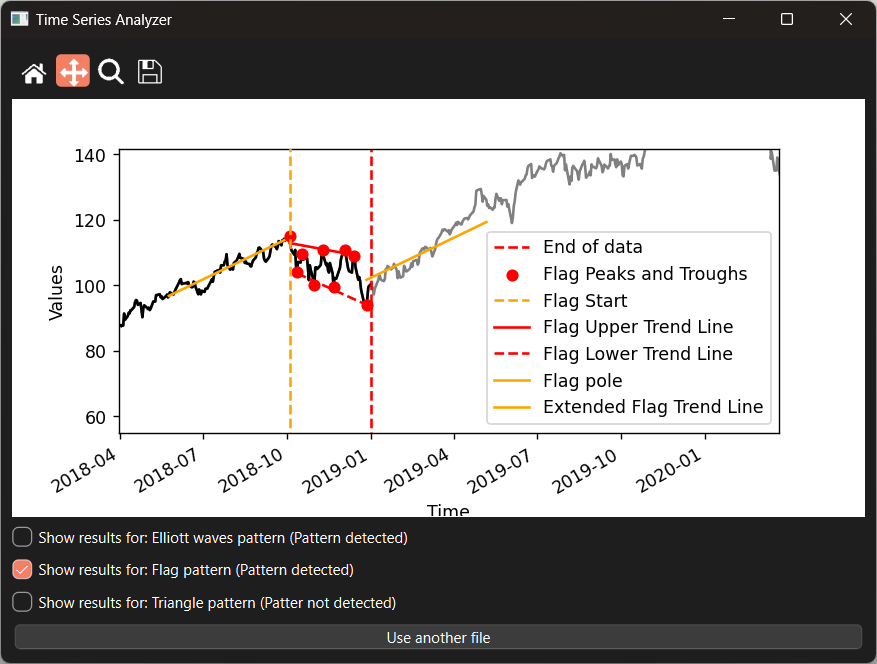 Time Series Analyzer
140
120
100
80
60
Values
2018-04
2018-07
2018-10
2019-01
2019-04
2019-07
2019-10
2020-01
Time
End of data
Flag Peaks and Troughs
Flag Start
Flag Upper Trend Line
Flag Lower Trend Line
Flag pole
Extended Flag Trend Line
Show results for: Elliott waves pattern (Pattern detected)
Show results for: Flag pattern (Pattern detected)
Show results for: Triangle pattern (Patter not detected)
Use another file